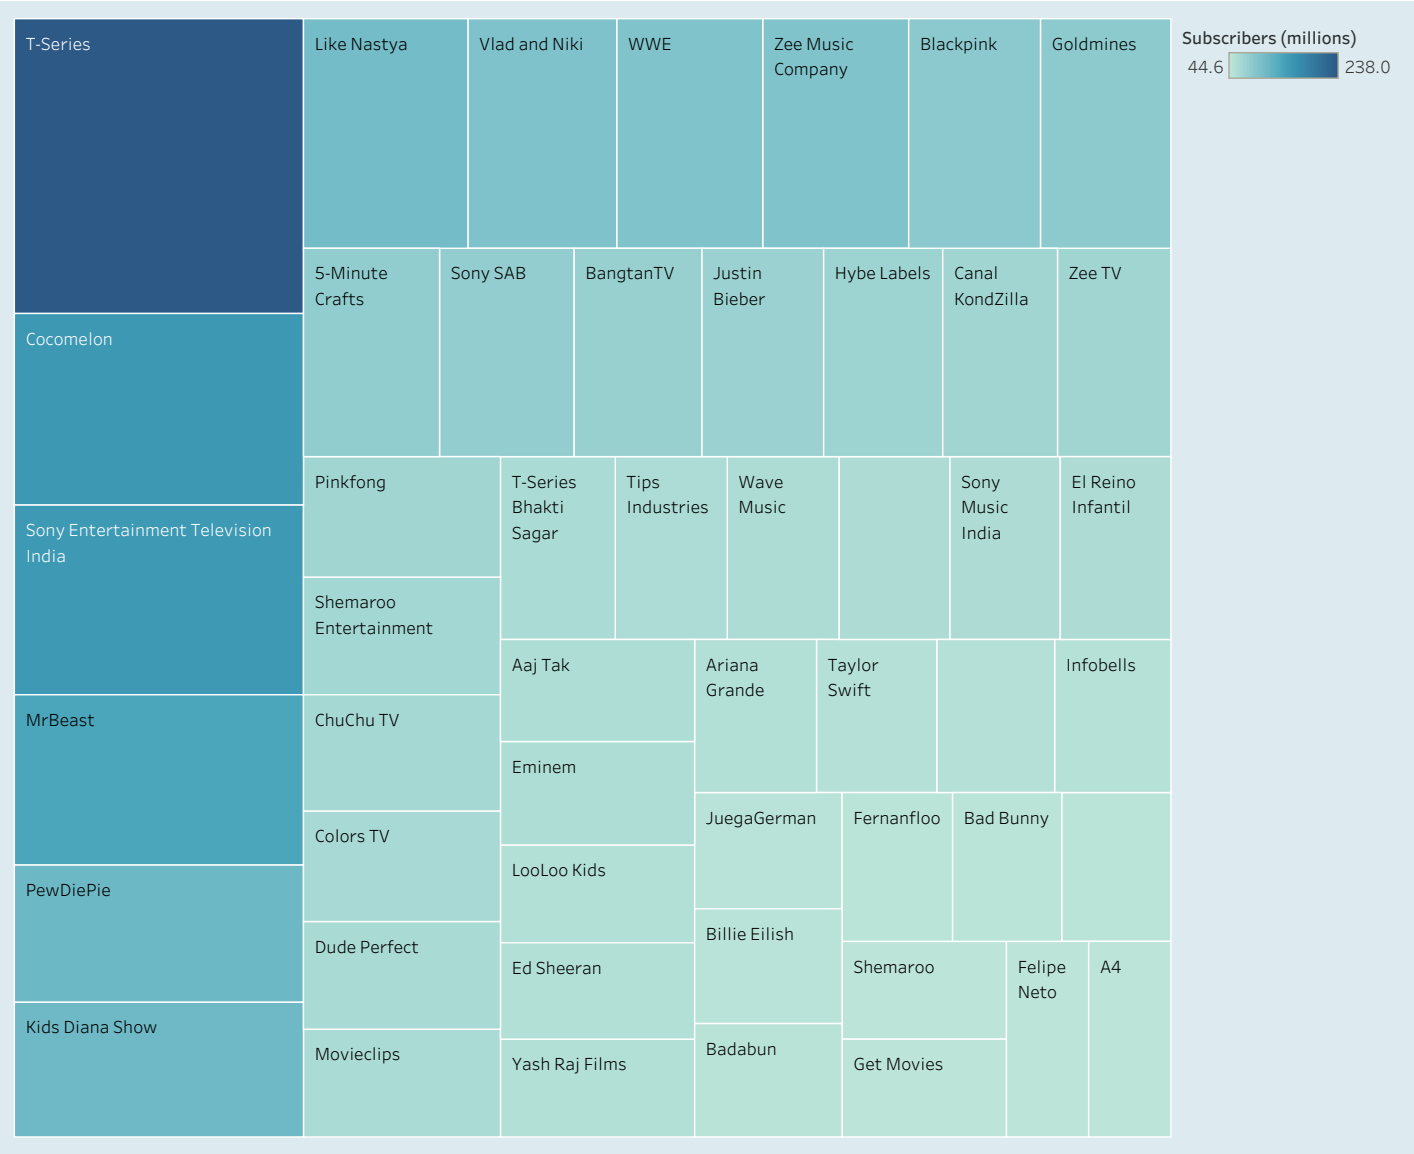 T-Series
Like Nastya
Vlad and Niki
WWE
Zee Music
Company
Blackpink
Goldmines
Subscribers (millions)
44.6
238.0
5-Minute
Crafts
Sony SAB
BangtanTV
Justin
Bieber
Hybe Labels
Canal
KondZilla
Zee TV
Cocomelon
Sony Entertainment Television
India
MrBeast
PewDiePie
Kids Diana Show
Pinkfong
Shemaroo
Entertainment
ChuChu TV
Colors TV
Dude Perfect
Movieclips
T-Series
Bhakti
Sagar
Tips
Industries
Wave
Music
Sony
Music
India
El Reino
Infantil
Aaj Tak
Eminem
LooLoo Kids
Ed Sheeran
Yash Raj Films
Ariana
Grande
Taylor
Swift
Infobells
JuegaGerman
Billie Eilish
Badabun
Fernanfloo
Bad Bunny
Shemaroo
Get Movies
Felipe
Neto
A4